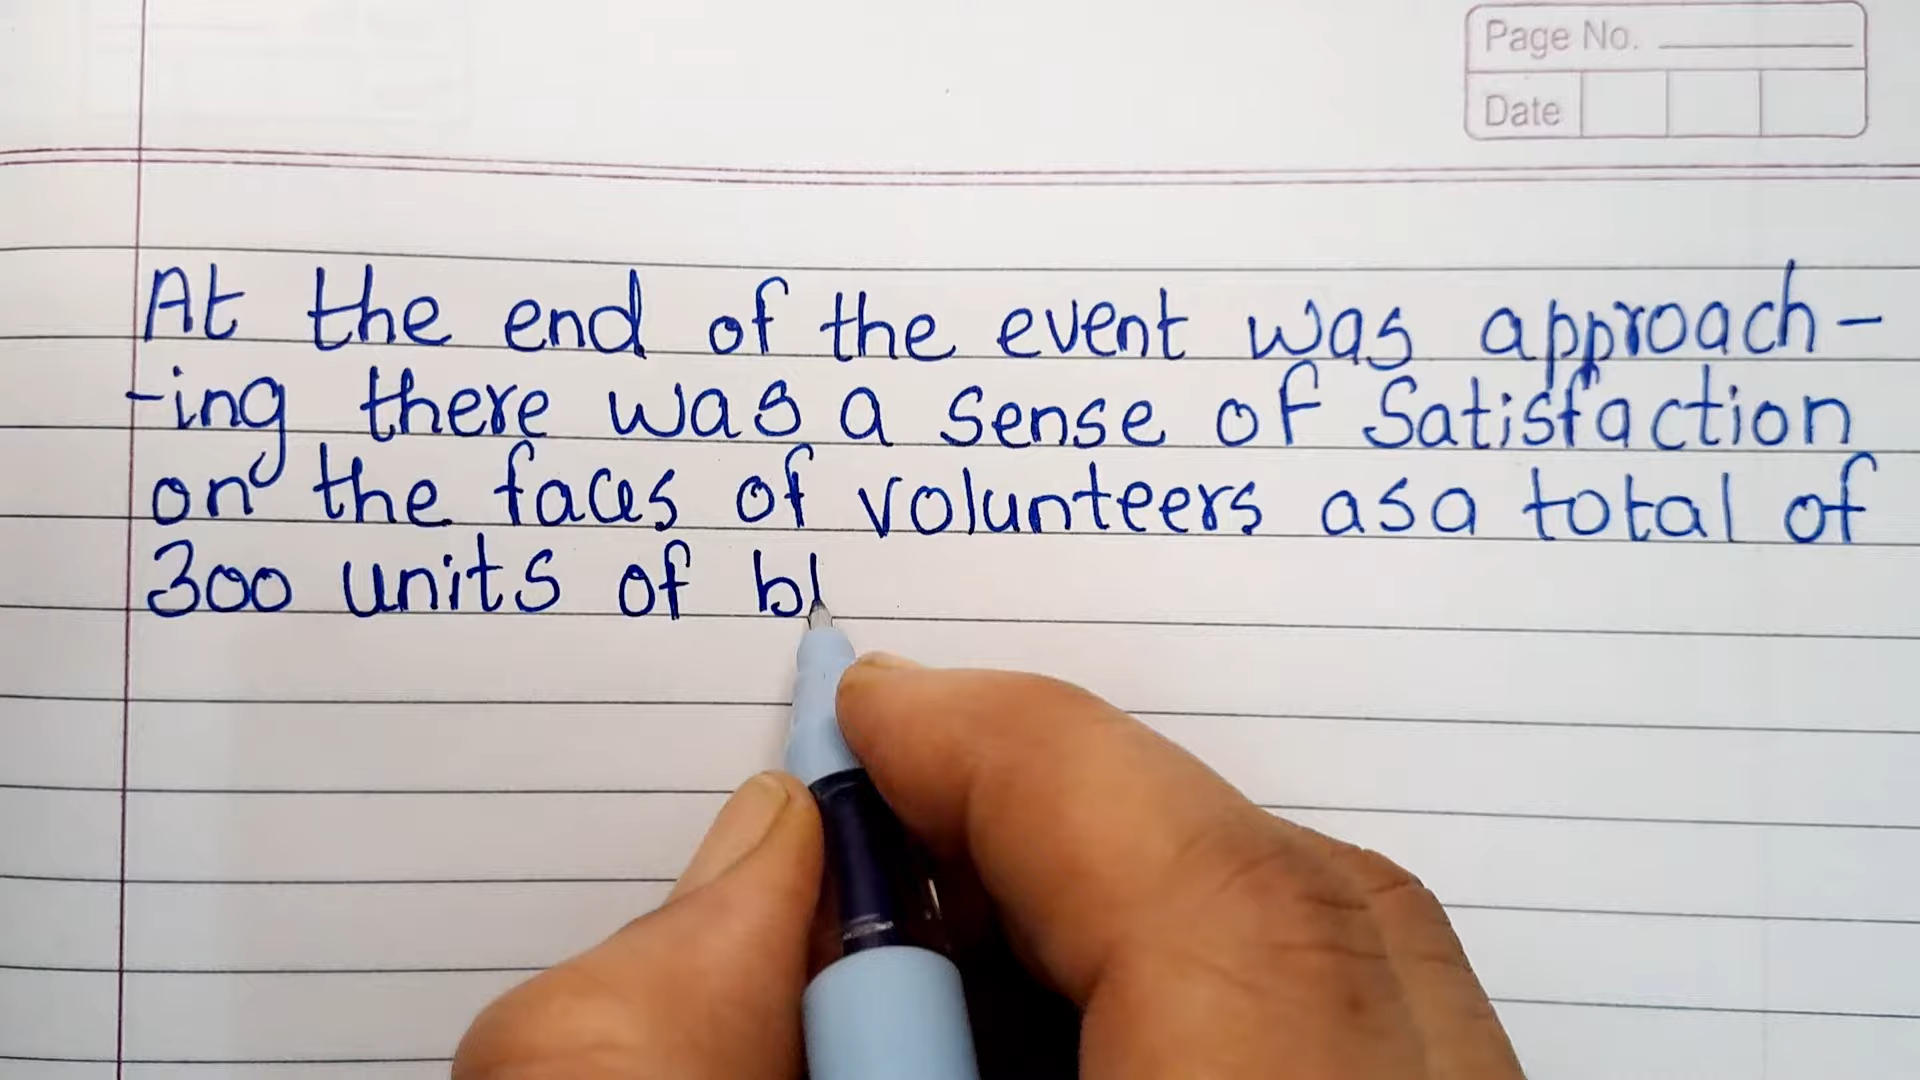 Page No.
Date
At the end of the event was approach-
-ing there was a sense of Satisfaction
on the faces of volunteers as a total of
300 units of bl